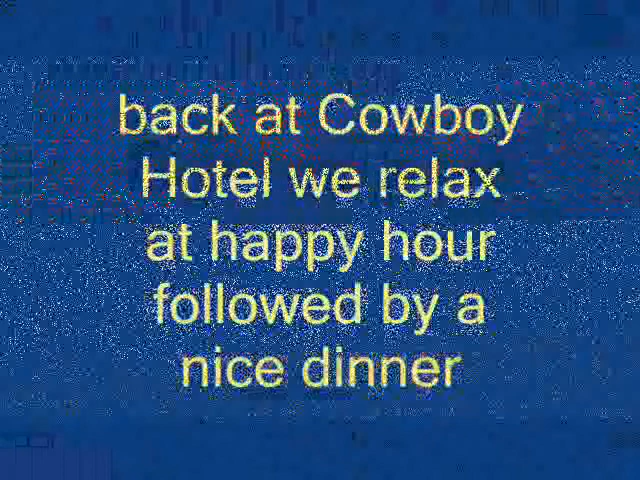 back at Cowboy
Hotel we relax
at happy hour
followed by a
nice dinner